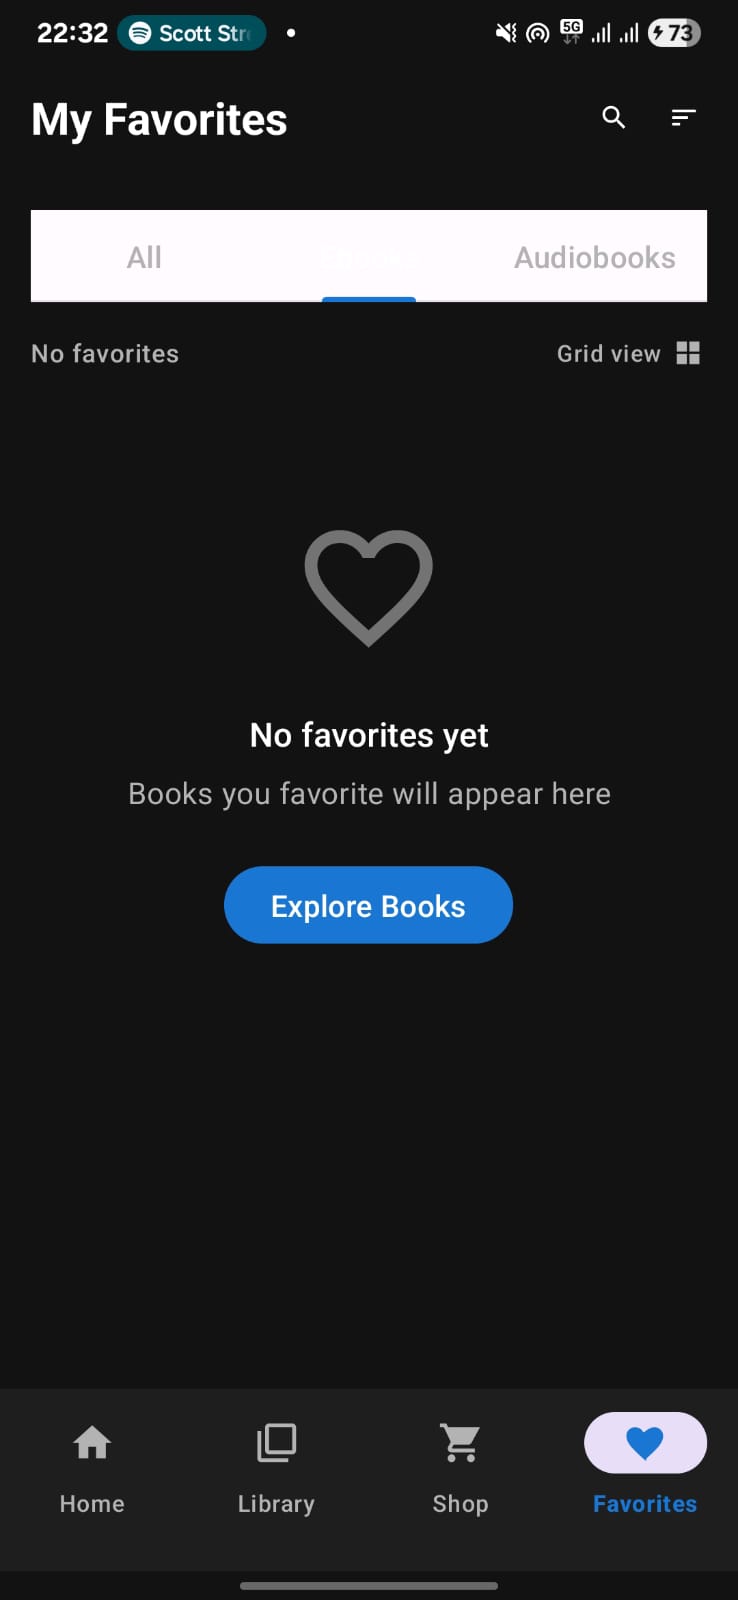 22:32 Scott Str 5G 73
My Favorites
All Audiobooks
No favorites Grid view
No favorites yet
Books you favorite will appear here
Explore Books
Home Library Shop Favorites